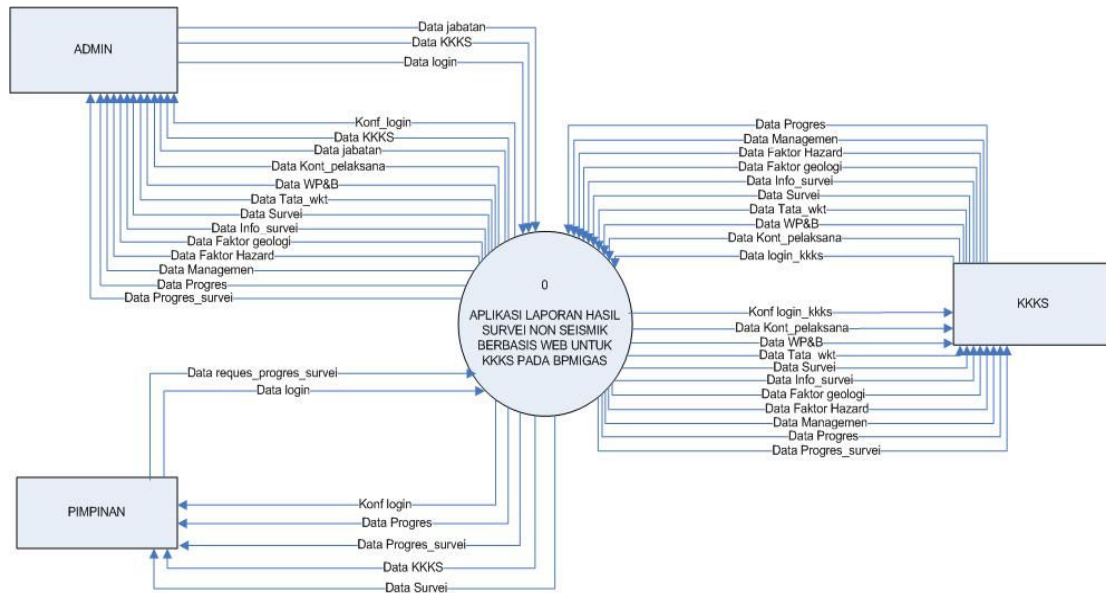 ADMIN
Data jabatan
Data KKKS
Data login
Konf_login
Data KKKS
Data jabatan
Data Kont_pelaksana
Data WP&B
Data Tata_wkt
Data Survei
Data Info_survei
Data Faktor geologi
Data Faktor Hazard
Data Managemen
Data Progres
Data Progres_survei
Data Progres
Data Managemen
Data Faktor Hazard
Data Faktor geologi
Data Info_survei
Data Survei
Data Tata_wkt
Data WP&B
Data Kont_pelaksana
Data login_kkks
KKKS
0
APLIKASI LAPORAN HASIL
SURVEI NON SEISMIK
BERBASIS WEB UNTUK
KKKS PADA BPMIGAS
Konf login_kkks
Data Kont_pelaksana
Data WP&B
Data Tata_wkt
Data Survei
Data Info_survei
Data Faktor geologi
Data Faktor Hazard
Data Managemen
Data Progres
Data Progres_survei
Data reques_progres_survei
Data login
PIMPINAN
Konf login
Data Progres
Data Progres_survei
Data KKKS
Data Survei